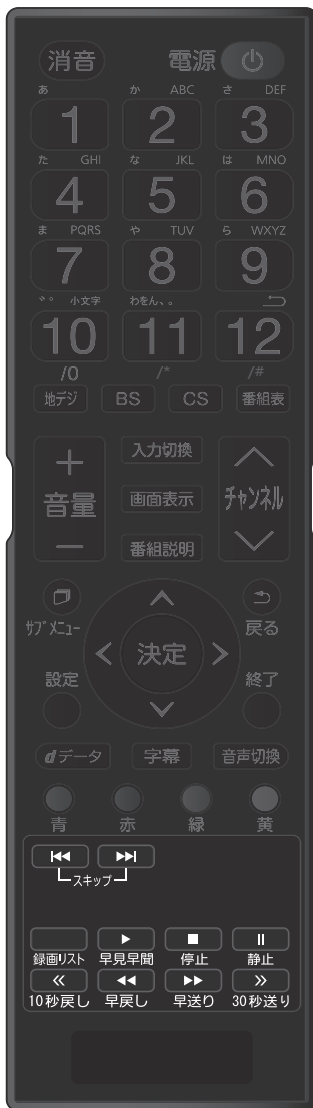 消音 電源
あ か ABC さ DEF
1 2 3
た GHI な JKL は MNO
4 5 6
ま PQRS や TUV ら WXYZ
7 8 9
゛゜ 小文字 わをん、。
10 11 12
/0 /* /#
地デジ BS CS 番組表
＋ 入力切換
音量 画面表示 チャンネル
－ 番組説明
サブメニュー 戻る
決定
設定 終了
dデータ 字幕 音声切換
青 赤 緑 黄
スキップ
録画リスト 早見早聞 停止 静止
10秒戻し 早戻し 早送り 30秒送り